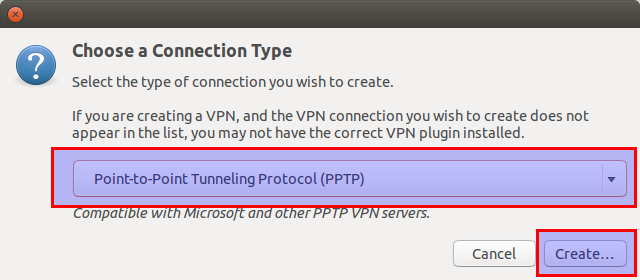 Choose a Connection Type
Select the type of connection you wish to create.
If you are creating a VPN, and the VPN connection you wish to create does not
appear in the list, you may not have the correct VPN plugin installed.
Point-to-Point Tunneling Protocol (PPTP)
Compatible with Microsoft and other PPTP VPN servers.
Cancel
Create...